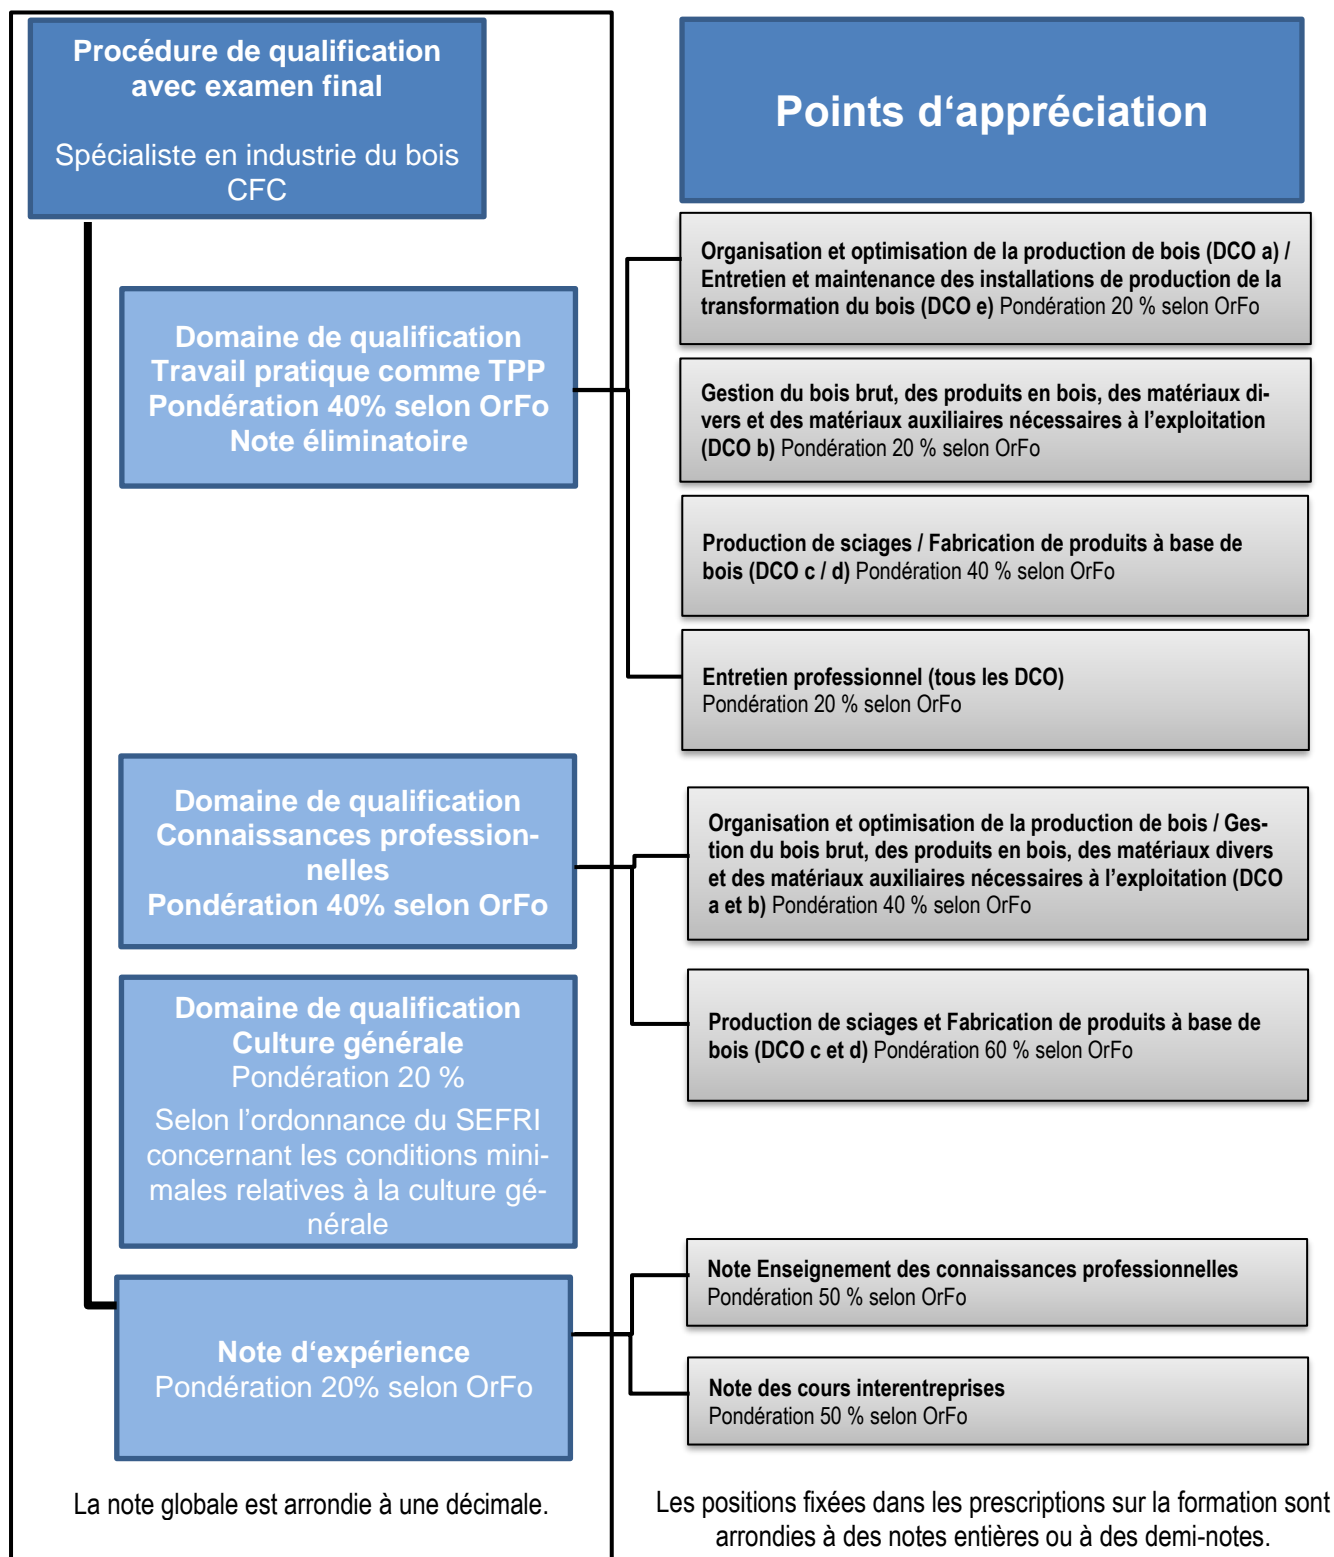 Procédure de qualification
avec examen final
Spécialiste en industrie du bois
CFC
Points d‘appréciation
Domaine de qualification
Travail pratique comme TPP
Pondération 40% selon OrFo
Note éliminatoire
Organisation et optimisation de la production de bois (DCO a) /
Entretien et maintenance des installations de production de la
transformation du bois (DCO e) Pondération 20 % selon OrFo
Gestion du bois brut, des produits en bois, des matériaux di-
vers et des matériaux auxiliaires nécessaires à l’exploitation
(DCO b) Pondération 20 % selon OrFo
Production de sciages / Fabrication de produits à base de
bois (DCO c / d) Pondération 40 % selon OrFo
Entretien professionnel (tous les DCO)
Pondération 20 % selon OrFo
Domaine de qualification
Connaissances profession-
nelles
Pondération 40% selon OrFo
Organisation et optimisation de la production de bois / Ges-
tion du bois brut, des produits en bois, des matériaux divers
et des matériaux auxiliaires nécessaires à l’exploitation (DCO
a et b) Pondération 40 % selon OrFo
Production de sciages et Fabrication de produits à base de
bois (DCO c et d) Pondération 60 % selon OrFo
Domaine de qualification
Culture générale
Pondération 20 %
Selon l’ordonnance du SEFRI
concernant les conditions mini-
males relatives à la culture gé-
nérale
Note d‘expérience
Pondération 20% selon OrFo
Note Enseignement des connaissances professionnelles
Pondération 50 % selon OrFo
Note des cours interentreprises
Pondération 50 % selon OrFo
La note globale est arrondie à une décimale.
Les positions fixées dans les prescriptions sur la formation sont
arrondies à des notes entières ou à des demi-notes.